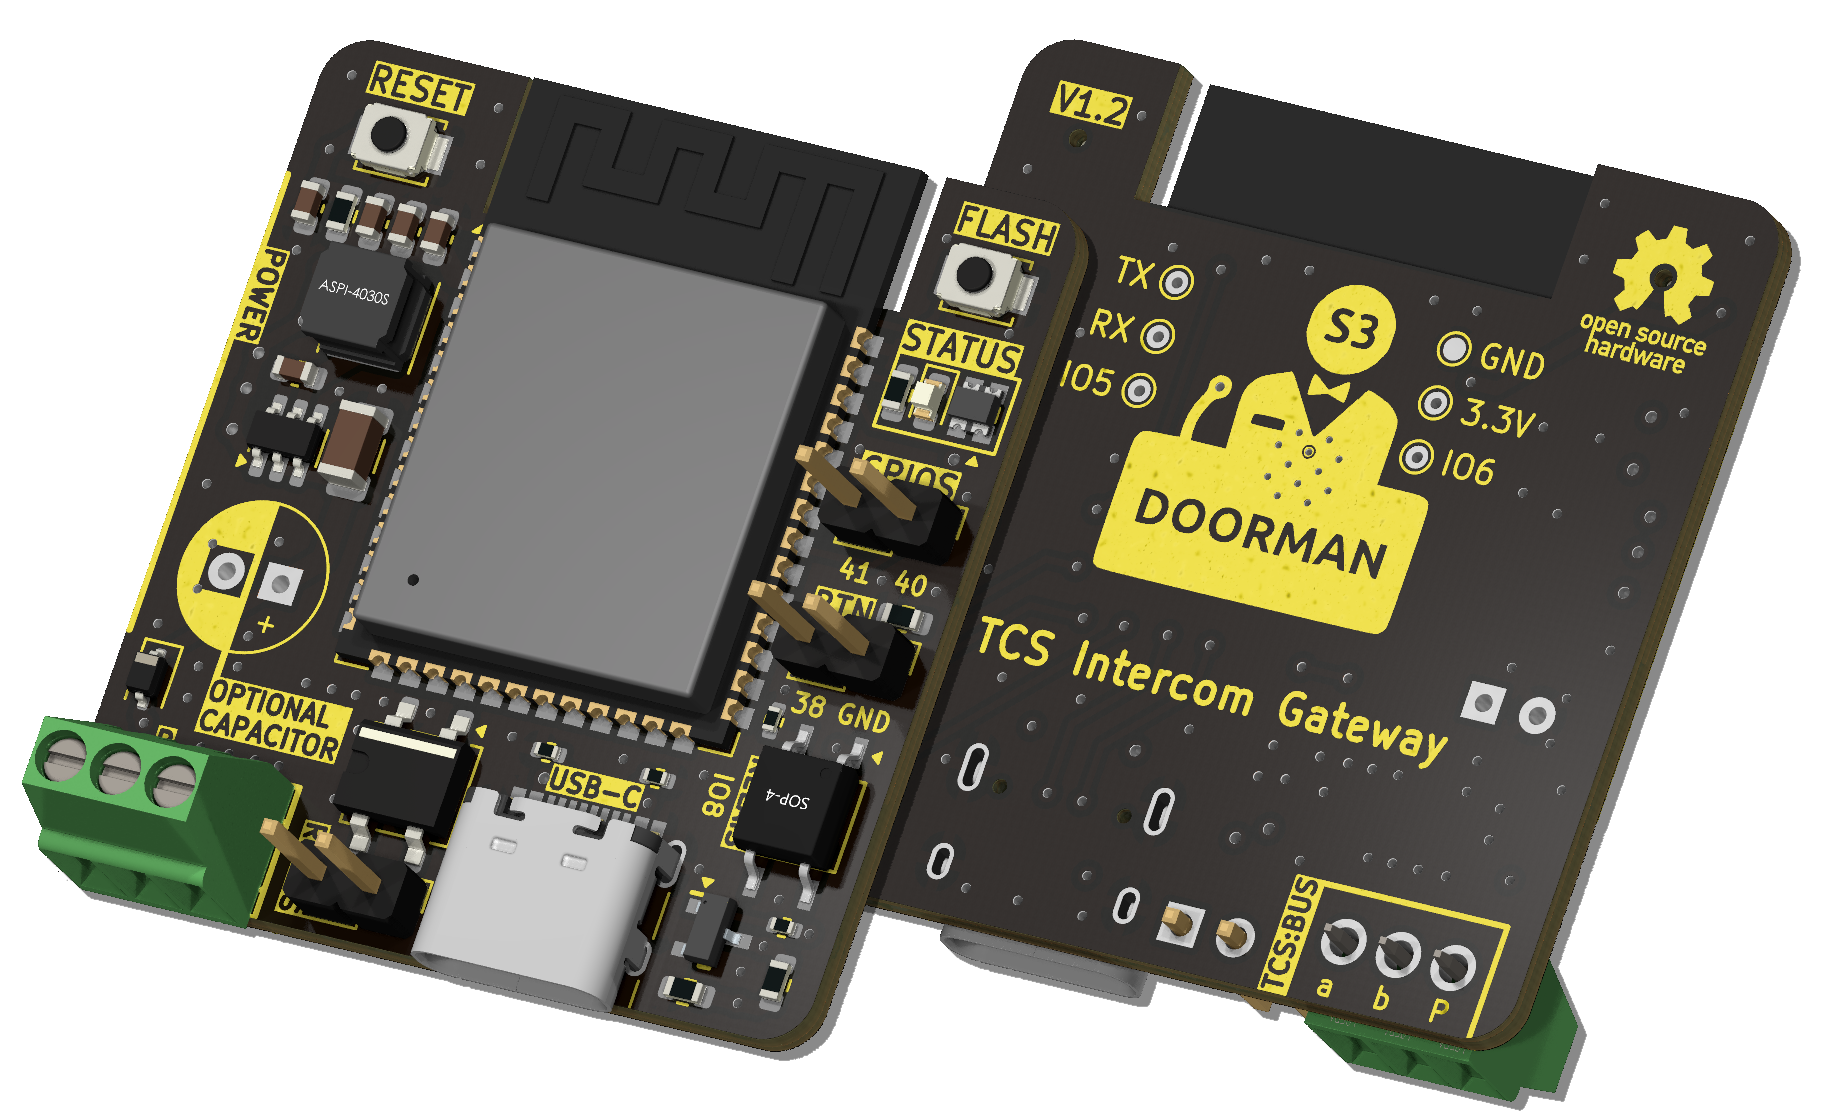 RESET
POWER
ASPI-4030S
FLASH
STATUS
GPIOS
41 40
BTN
38 GND
+
OPTIONAL
CAPACITOR
USB-C
IO8
SOP-4
V1.2
TX
RX
IO5
S3
GND
3.3V
IO6
open source
hardware
DOORMAN
TCS Intercom Gateway
TCS:BUS
a b P